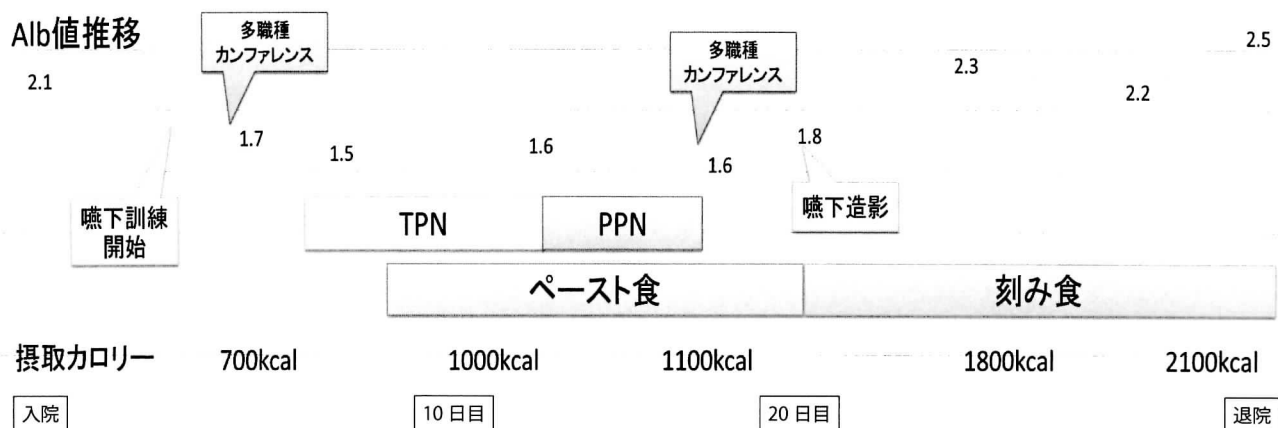 Alb値推移
多職種
カンファレンス
多職種
カンファレンス
2.1
1.7
1.5
1.6
1.6
1.8
2.3
2.2
2.5
嚥下訓練
開始
嚥下造影
TPN
PPN
ペースト食
刻み食
摂取カロリー
700kcal
1000kcal
1100kcal
1800kcal
2100kcal
入院
10 日目
20 日目
退院